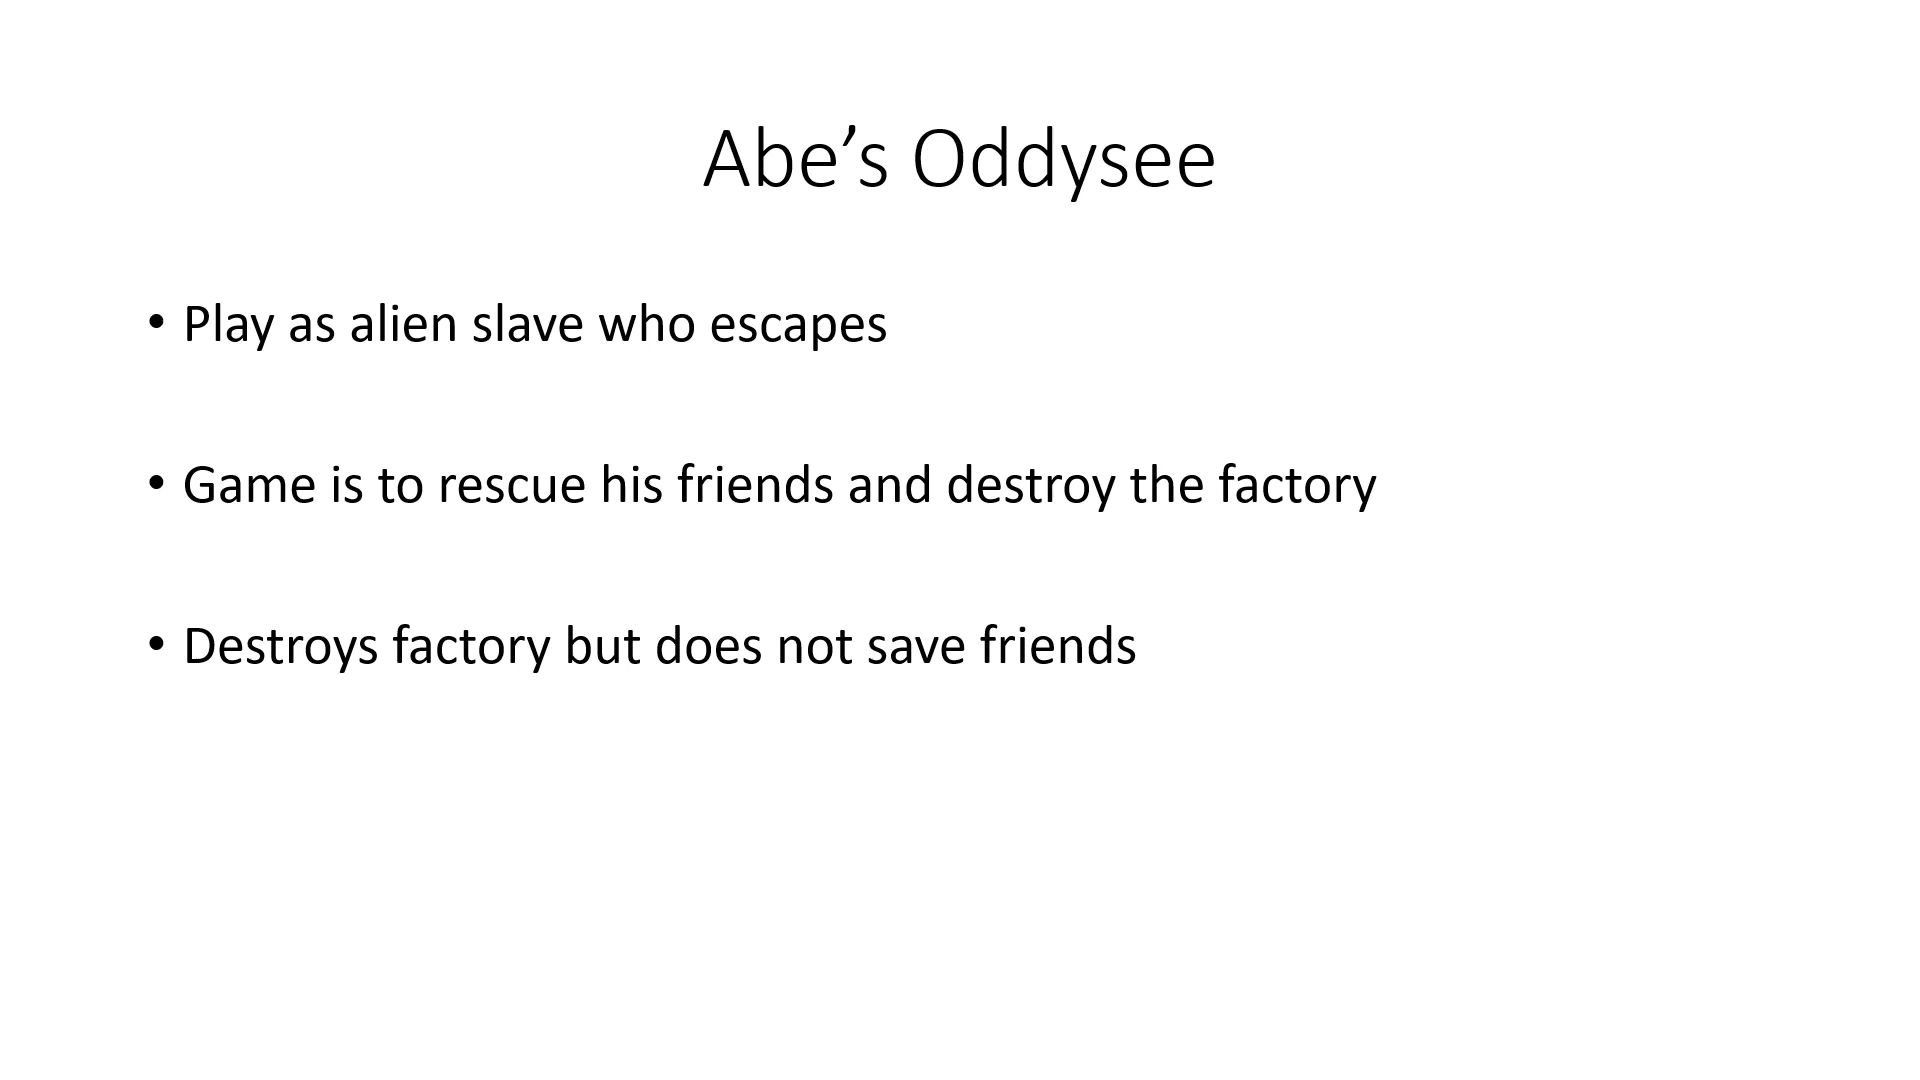 Abe’s Oddysee
• Play as alien slave who escapes
• Game is to rescue his friends and destroy the factory
• Destroys factory but does not save friends